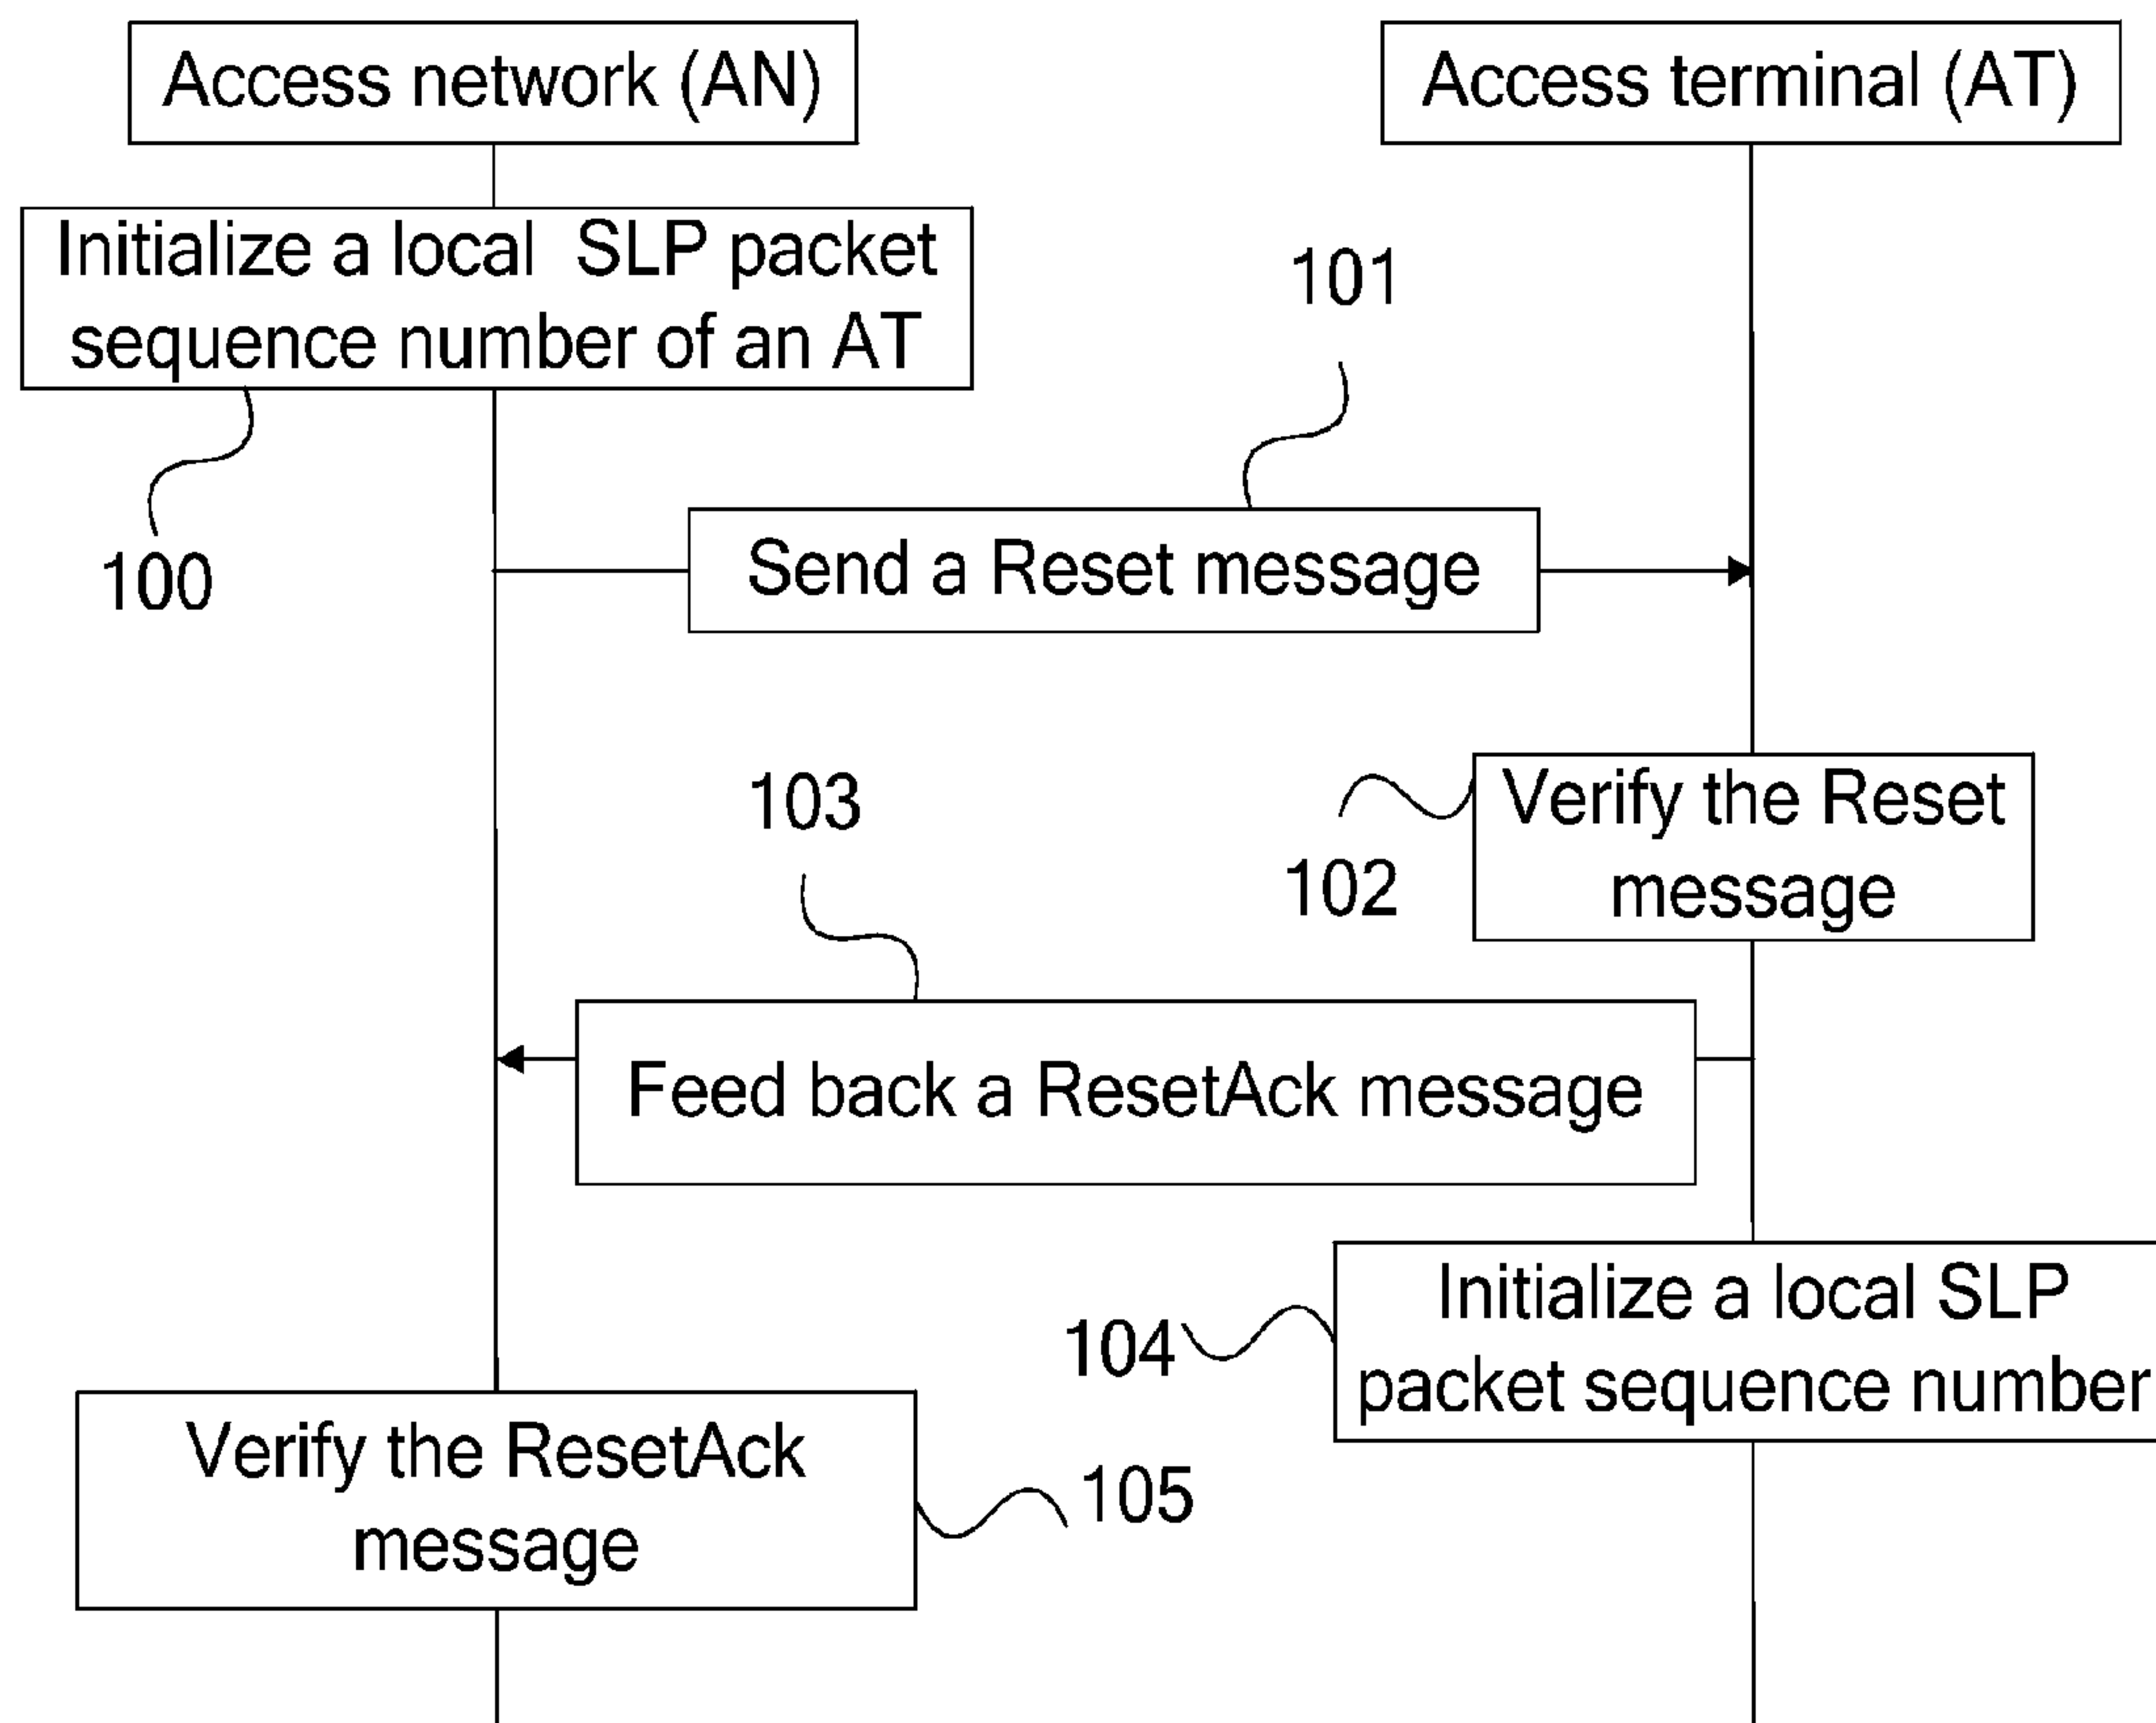 Access network (AN)
Access terminal (AT)
Initialize a local SLP packet
sequence number of an AT
101
100
Send a Reset message
103
Verify the Reset
message
102
Feed back a ResetAck message
Initialize a local SLP
packet sequence number
104
Verify the ResetAck
message
105